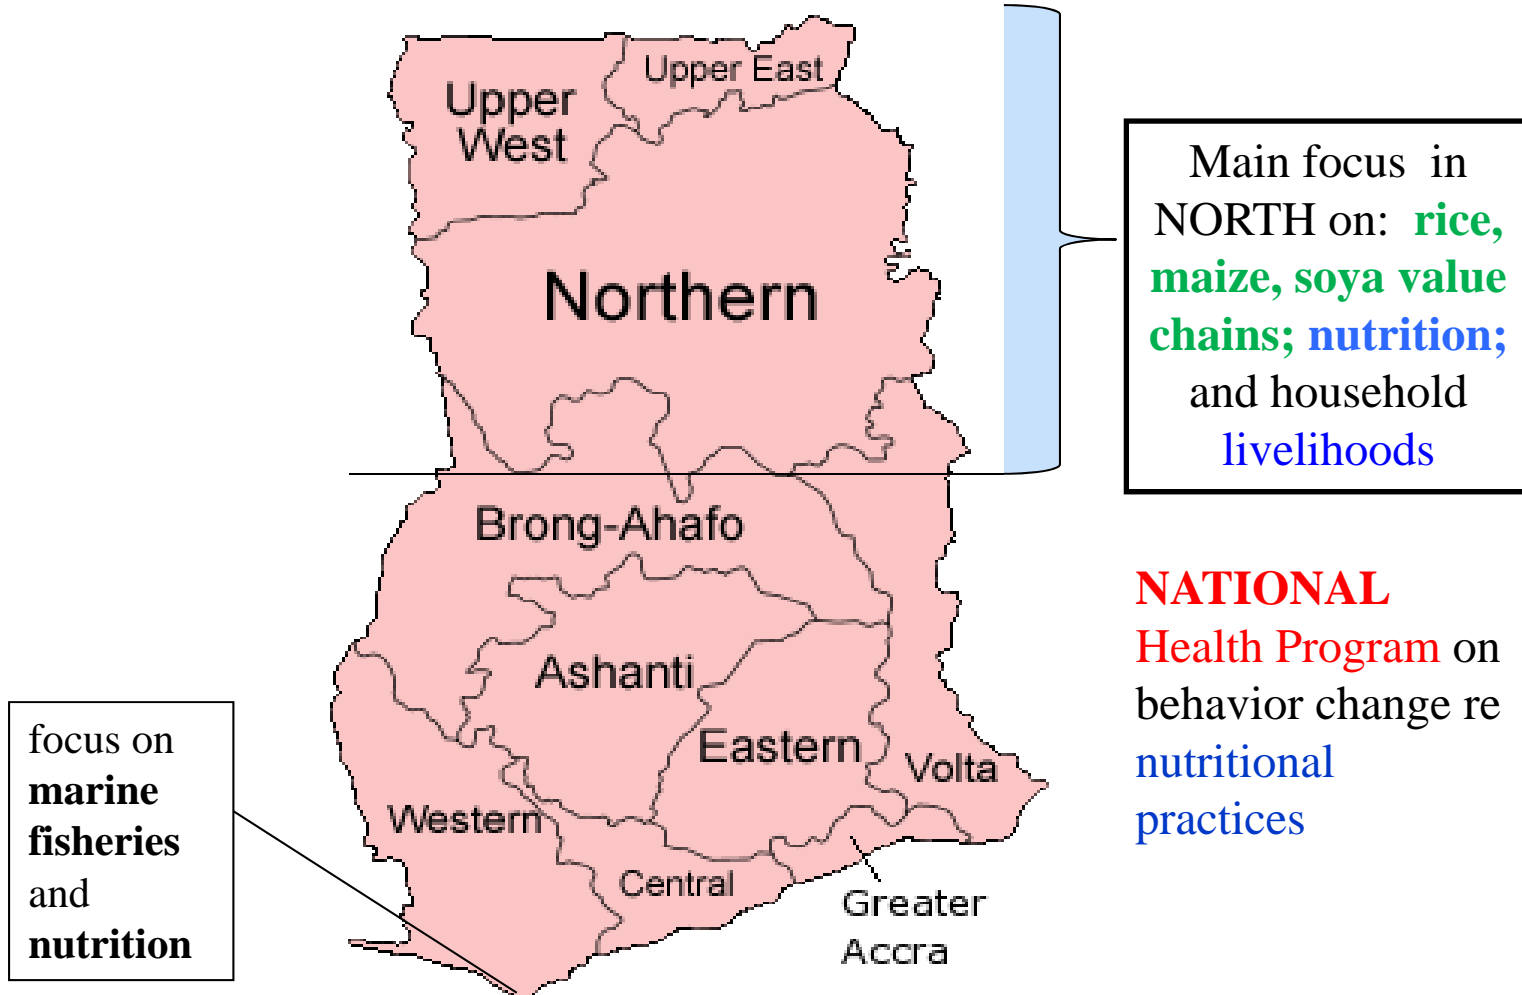 Upper East
Upper
West
Northern
Brong-Ahafo
Ashanti
Eastern
Volta
Western
Central
Greater
Accra
Main focus in
NORTH on: rice,
maize, soya value
chains; nutrition;
and household
livelihoods
NATIONAL
Health Program on
behavior change re
nutritional
practices
focus on
marine
fisheries
and
nutrition